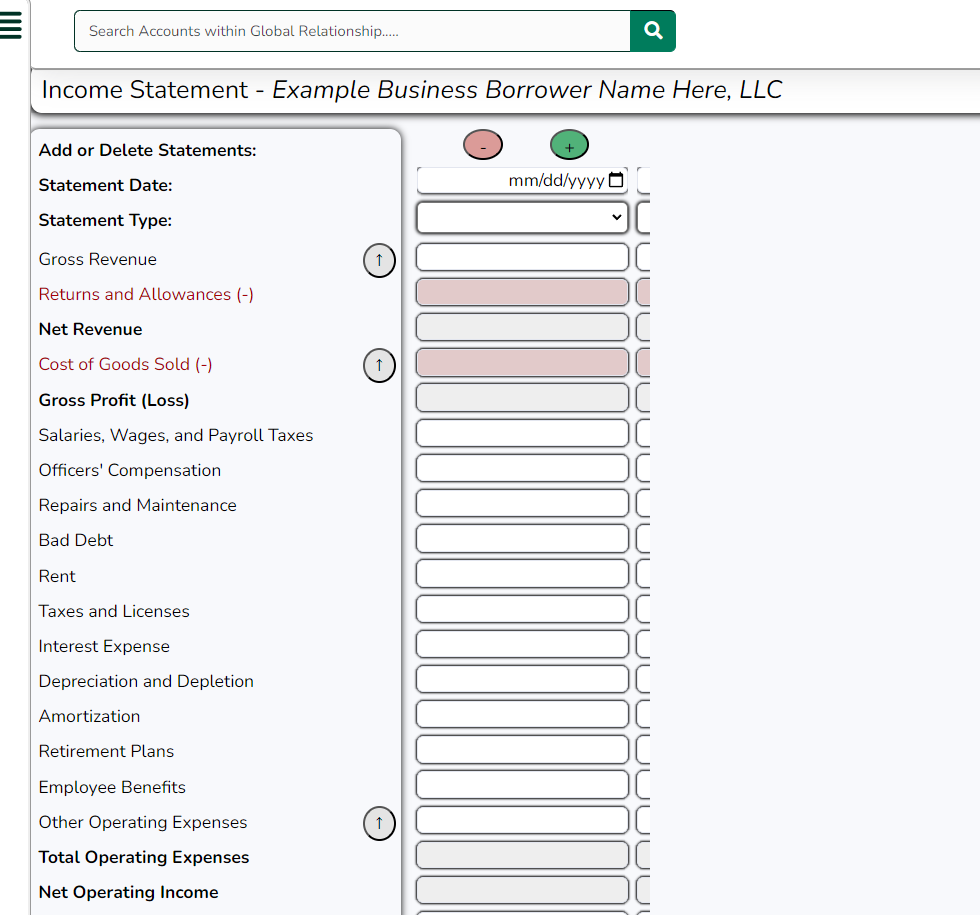 Search Accounts within Global Relationship.....
Income Statement - Example Business Borrower Name Here, LLC
Add or Delete Statements:
- +
Statement Date:
mm/dd/yyyy
Statement Type:
Gross Revenue ↑
Returns and Allowances (-)
Net Revenue
Cost of Goods Sold (-) ↑
Gross Profit (Loss)
Salaries, Wages, and Payroll Taxes
Officers' Compensation
Repairs and Maintenance
Bad Debt
Rent
Taxes and Licenses
Interest Expense
Depreciation and Depletion
Amortization
Retirement Plans
Employee Benefits
Other Operating Expenses ↑
Total Operating Expenses
Net Operating Income